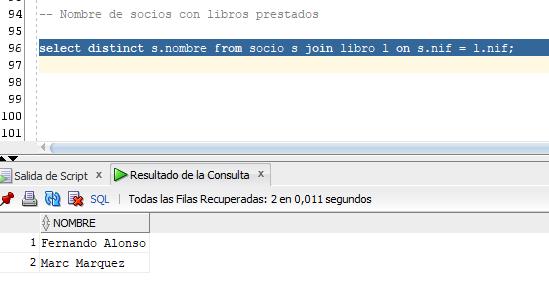 94
95 -- Nombre de socios con libros prestados
96 select distinct s.nombre from socio s join libro l on s.nif = l.nif;
97
98
99
100
101
Salida de Script x Resultado de la Consulta x
SQL | Todas las Filas Recuperadas: 2 en 0,011 segundos
NOMBRE
1 Fernando Alonso
2 Marc Marquez